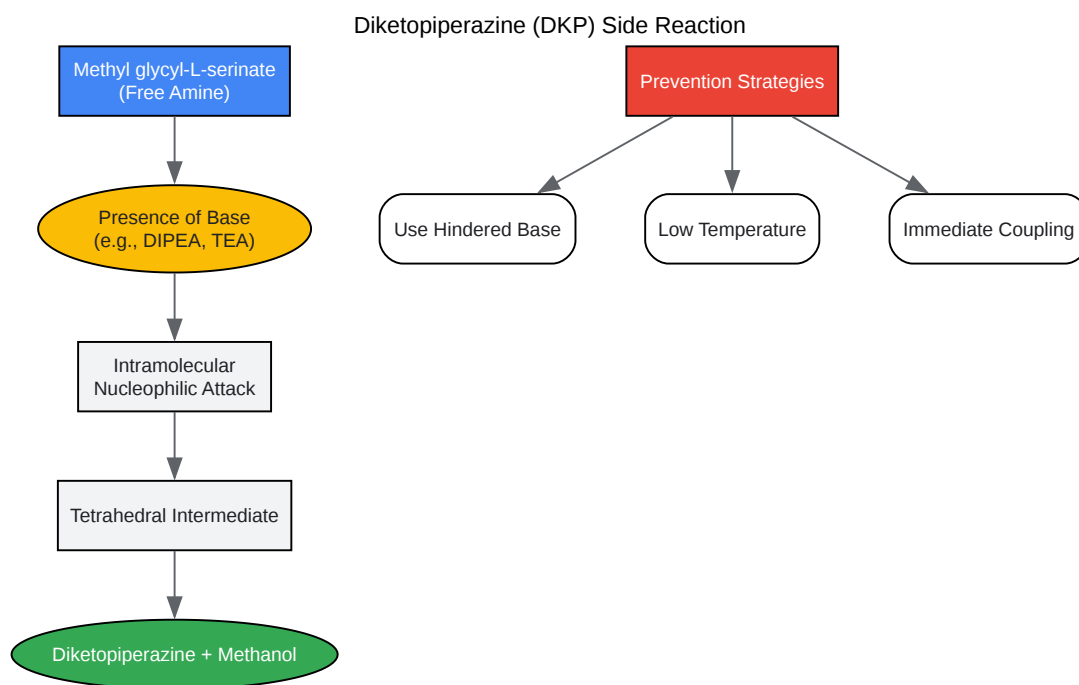 Diketopiperazine (DKP) Side Reaction
Methyl glycyl-L-serinate
(Free Amine)
Presence of Base
(e.g., DIPEA, TEA)
Intramolecular
Nucleophilic Attack
Tetrahedral Intermediate
Diketopiperazine + Methanol
Prevention Strategies
Use Hindered Base
Low Temperature
Immediate Coupling